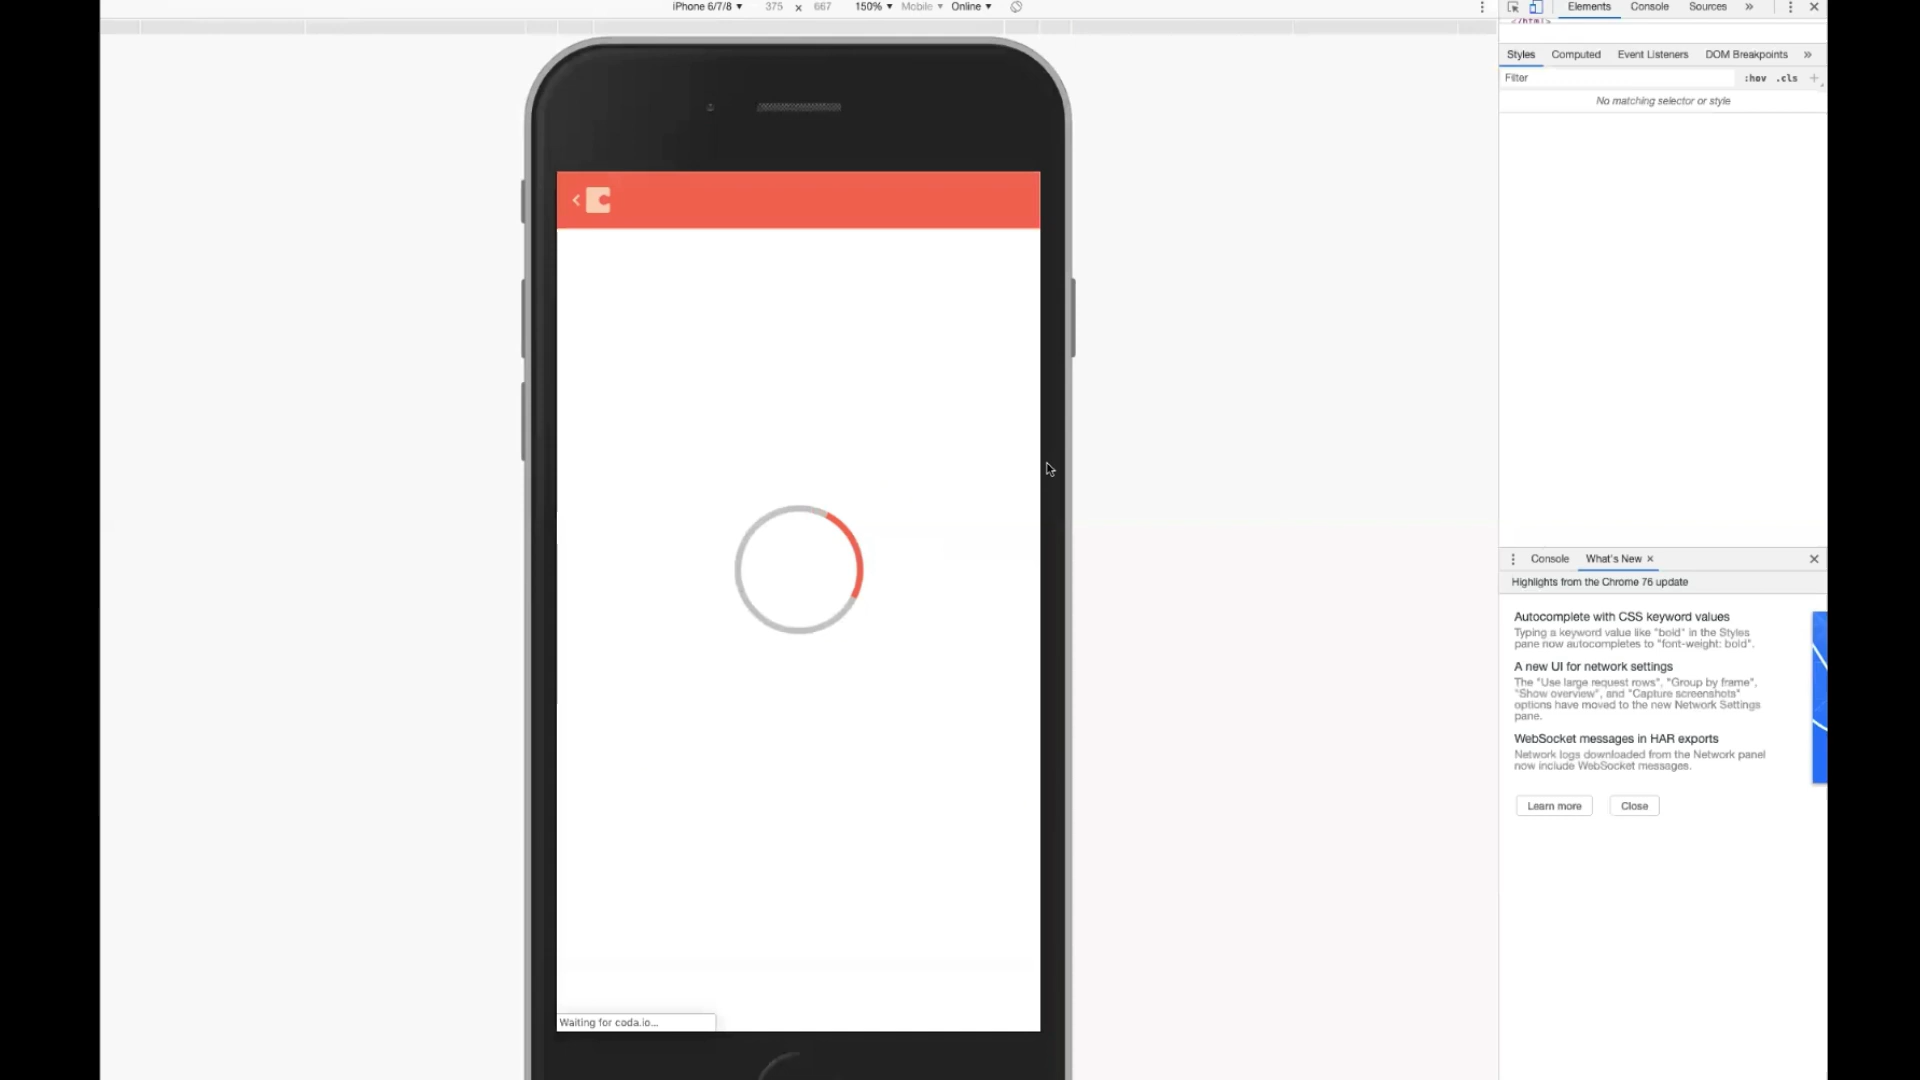 iPhone 6/7/8 ▼ 375 x 667 150% ▼ Mobile ▼ Online ▼
Elements Console Sources »
</html>
Styles Computed Event Listeners DOM Breakpoints »
Filter :hov .cls +
No matching selector or style
Console What's New ×
Highlights from the Chrome 76 update
Autocomplete with CSS keyword values
Typing a keyword value like "bold" in the Styles
pane now autocompletes to "font-weight: bold".
A new UI for network settings
The "Use large request rows", "Group by frame",
"Show overview", and "Capture screenshots"
options have moved to the new Network Settings
pane.
WebSocket messages in HAR exports
Network logs downloaded from the Network panel
now include WebSocket messages.
Learn more Close
Waiting for coda.io...